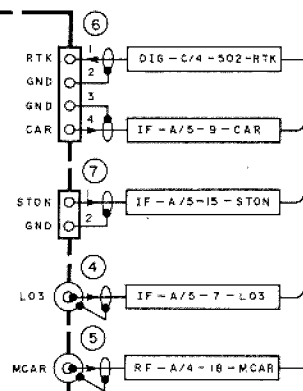 6
RTK 1 DIG-C/4-502-RTK
GND 2
GND 3
CAR 4 IF-A/5-9-CAR
7
STON 1 IF-A/5-15-STON
GND 2
4
LO3 IF-A/5-7-LO3
5
MCAR RF-A/4-18-MCAR